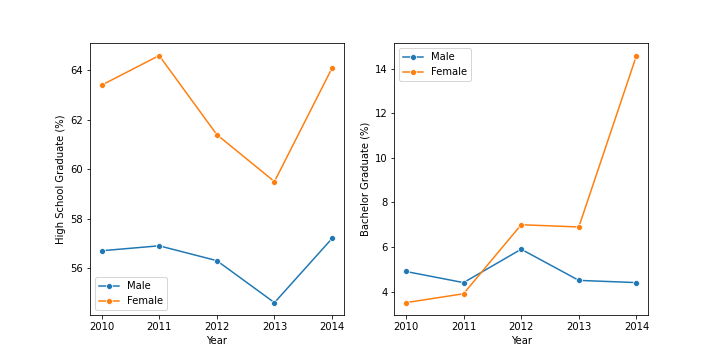 High School Graduate (%)
64
62
60
58
56
Male
Female
2010 2011 2012 2013 2014
Year
Bachelor Graduate (%)
Male
Female
14
12
10
8
6
4
2010 2011 2012 2013 2014
Year